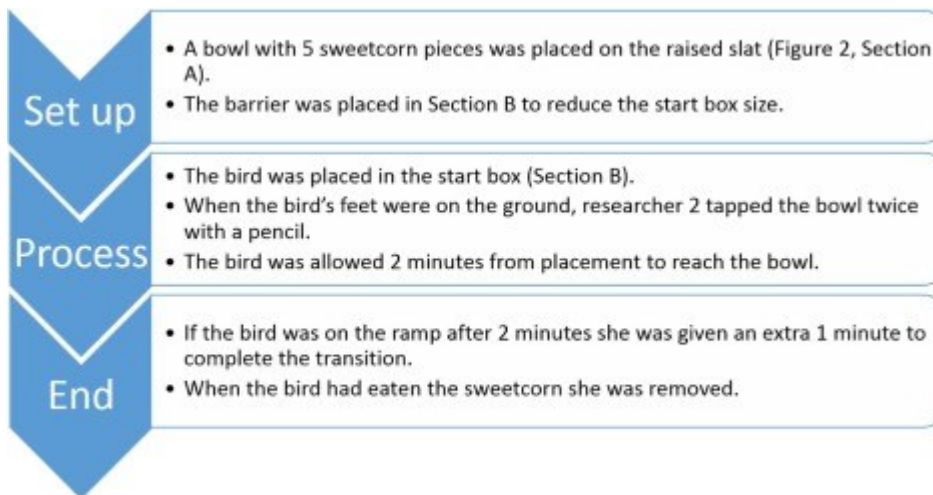 Set up
• A bowl with 5 sweetcorn pieces was placed on the raised slat (Figure 2, Section
A).
• The barrier was placed in Section B to reduce the start box size.
Process
• The bird was placed in the start box (Section B).
• When the bird's feet were on the ground, researcher 2 tapped the bowl twice
with a pencil.
• The bird was allowed 2 minutes from placement to reach the bowl.
End
• If the bird was on the ramp after 2 minutes she was given an extra 1 minute to
complete the transition.
• When the bird had eaten the sweetcorn she was removed.